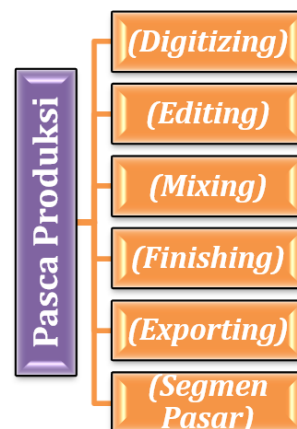 Pasca Produksi
(Digitizing)
(Editing)
(Mixing)
(Finishing)
(Exporting)
(Segmen
Pasar)